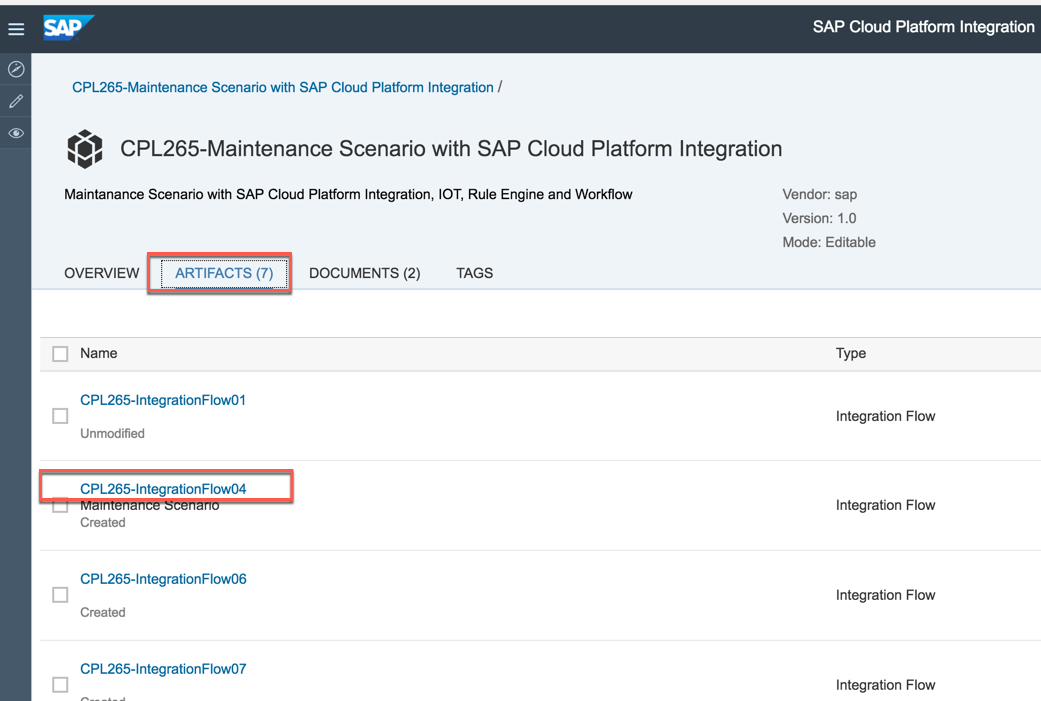 SAP
SAP Cloud Platform Integration
CPL265-Maintenance Scenario with SAP Cloud Platform Integration /
CPL265-Maintenance Scenario with SAP Cloud Platform Integration
Maintanance Scenario with SAP Cloud Platform Integration, IOT, Rule Engine and Workflow
Vendor: sap
Version: 1.0
Mode: Editable
OVERVIEW ARTIFACTS (7) DOCUMENTS (2) TAGS
Name Type
CPL265-IntegrationFlow01
Integration Flow
Unmodified
CPL265-IntegrationFlow04
Maintenance Scenario Integration Flow
Created
CPL265-IntegrationFlow06
Integration Flow
Created
CPL265-IntegrationFlow07
Integration Flow
Created